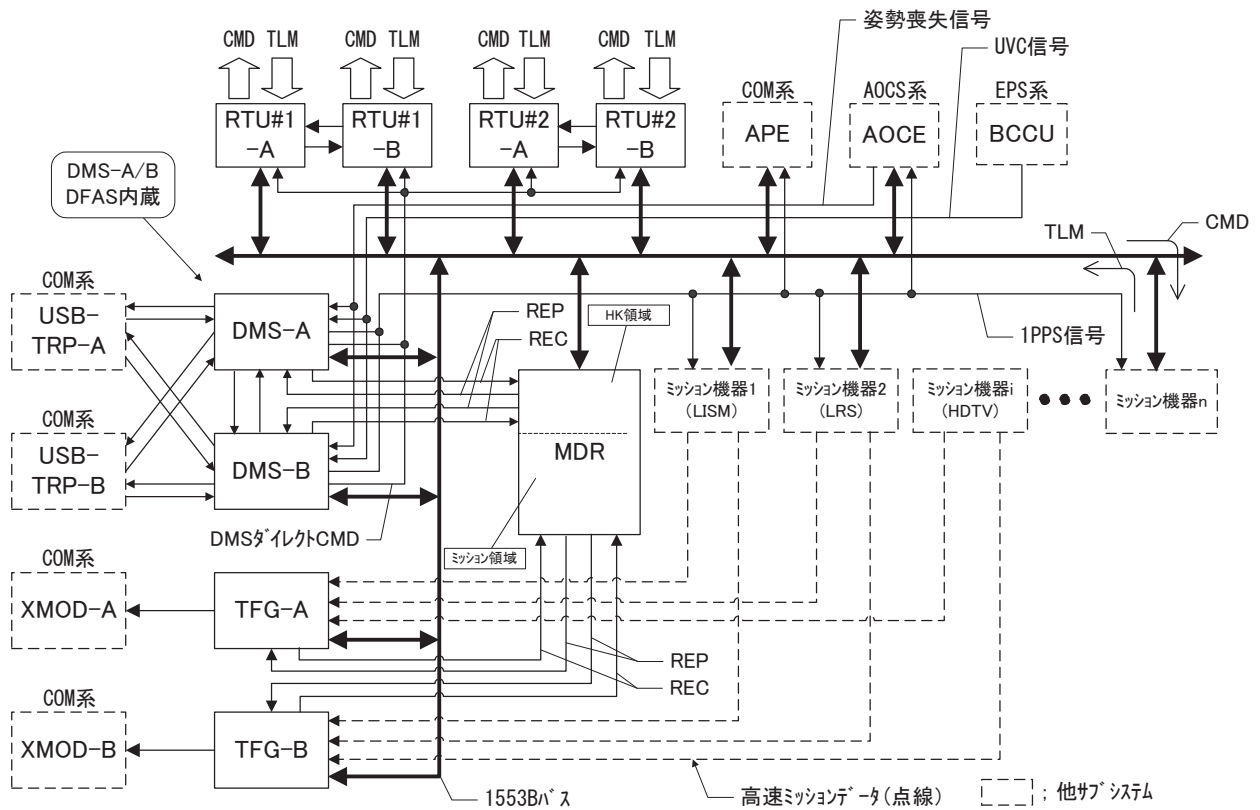 姿勢喪失信号
UVC信号
CMD TLM
CMD TLM
CMD TLM
CMD TLM
COM系
AOCS系
EPS系
RTU#1
-A
RTU#1
-B
RTU#2
-A
RTU#2
-B
APE
AOCE
BCCU
DMS-A/B
DFAS内蔵
CMD
TLM
COM系
USB-
TRP-A
DMS-A
REP
REC
HK領域
1PPS信号
ミッション機器1
(LISM)
ミッション機器2
(LRS)
ミッション機器i
(HDTV)
ミッション機器n
COM系
USB-
TRP-B
DMS-B
MDR
DMSダイレクトCMD
ミッション領域
COM系
XMOD-A
TFG-A
REP
REC
COM系
XMOD-B
TFG-B
1553Bバス
高速ミッションデータ(点線)
; 他サブシステム